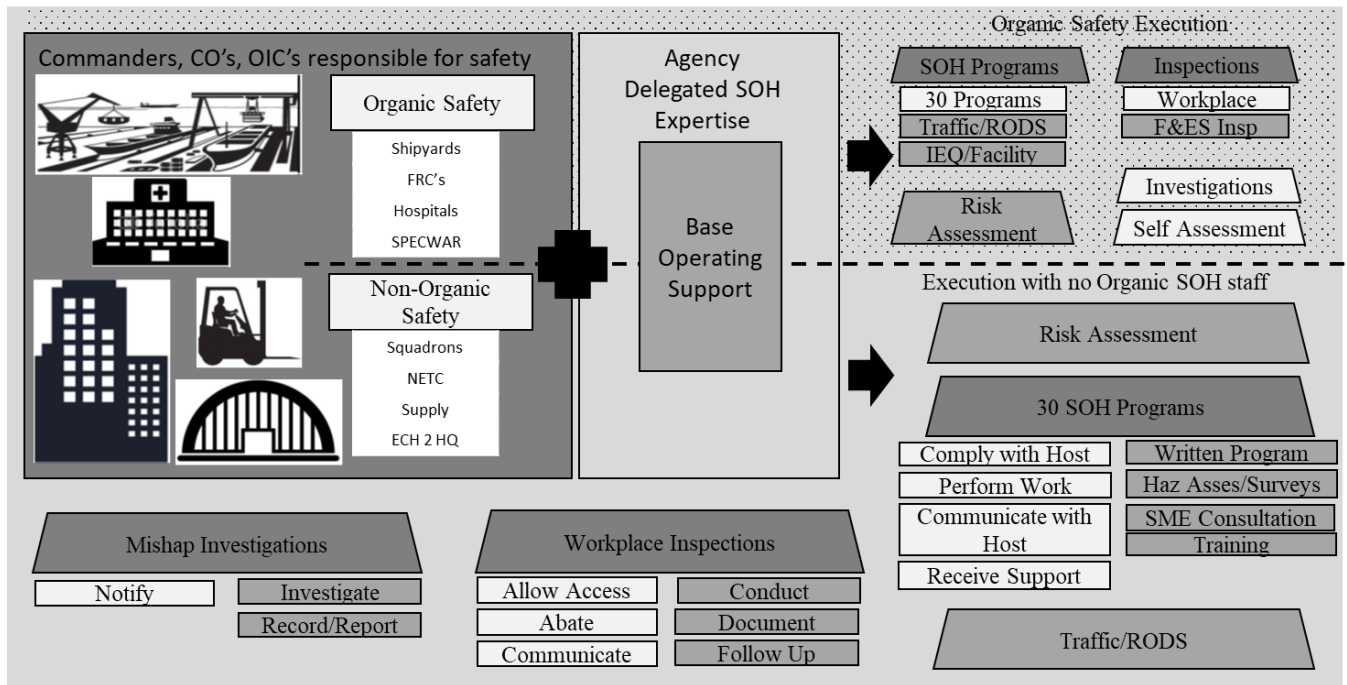 Commanders, CO's, OIC's responsible for safety
Organic Safety
Shipyards
FRC's
Hospitals
SPECWAR
Non-Organic
Safety
Squadrons
NETC
Supply
ECH 2 HQ
Agency
Delegated SOH
Expertise
Base
Operating
Support
Organic Safety Execution
SOH Programs
30 Programs
Traffic/RODS
IEQ/Facility
Risk
Assessment
Inspections
Workplace
F&ES Insp
Investigations
Self Assessment
Execution with no Organic SOH staff
Risk Assessment
30 SOH Programs
Comply with Host
Perform Work
Communicate with
Host
Receive Support
Written Program
Haz Asses/Surveys
SME Consultation
Training
Traffic/RODS
Mishap Investigations
Notify
Investigate
Record/Report
Workplace Inspections
Allow Access
Abate
Communicate
Conduct
Document
Follow Up